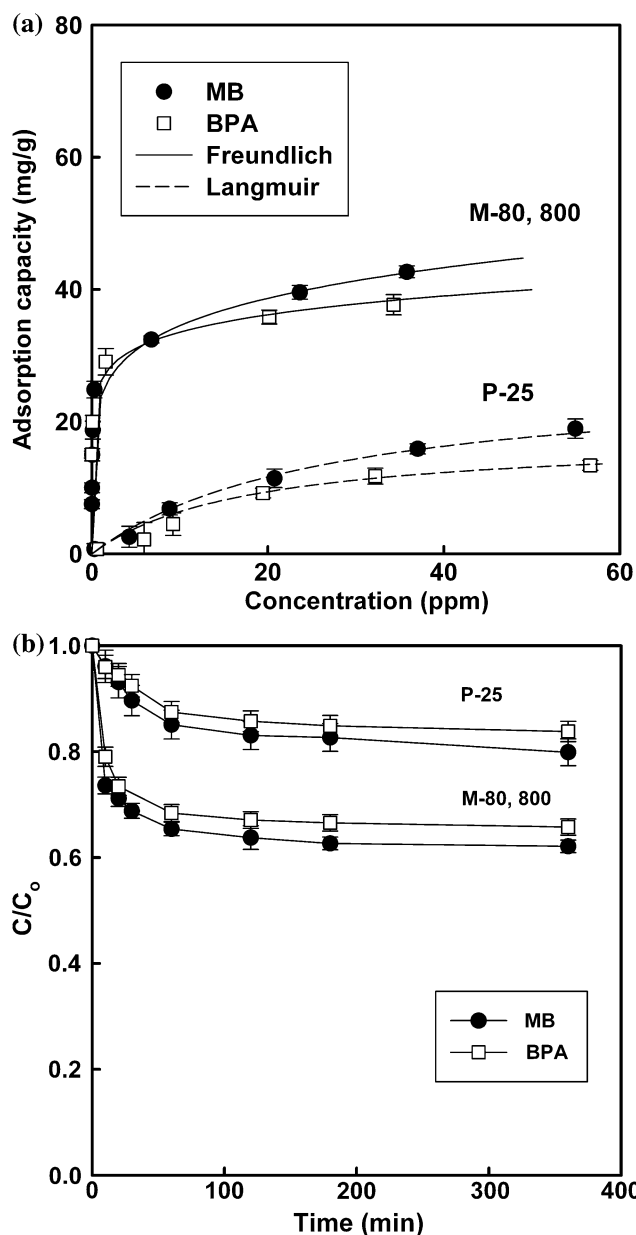 (a)
80
60
40
20
0
Adsorption capacity (mg/g)
MB
BPA
Freundlich
Langmuir
M-80, 800
P-25
0
20
40
60
Concentration (ppm)
(b)
1.0
0.8
0.6
0.4
0.2
0.0
C/Co
P-25
M-80, 800
MB
BPA
0
100
200
300
400
Time (min)